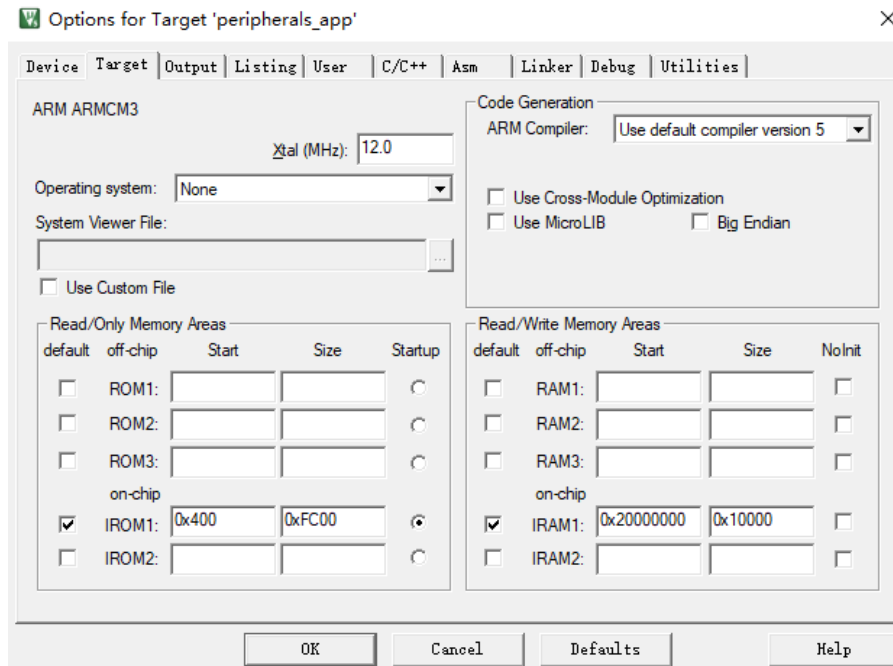 Options for Target 'peripherals_app'
Device Target Output Listing User C/C++ Asm Linker Debug Utilities
ARM ARMCM3
Xtal (MHz): 12.0
Operating system: None
System Viewer File:
...
Use Custom File
Code Generation
ARM Compiler: Use default compiler version 5
Use Cross-Module Optimization
Use MicroLIB Big Endian
Read/Only Memory Areas
default off-chip Start Size Startup
ROM1:
ROM2:
ROM3:
on-chip
IROM1: 0x400 0xFC00
IROM2:
Read/Write Memory Areas
default off-chip Start Size NoInit
RAM1:
RAM2:
RAM3:
on-chip
IRAM1: 0x20000000 0x10000
IRAM2:
OK Cancel Defaults Help